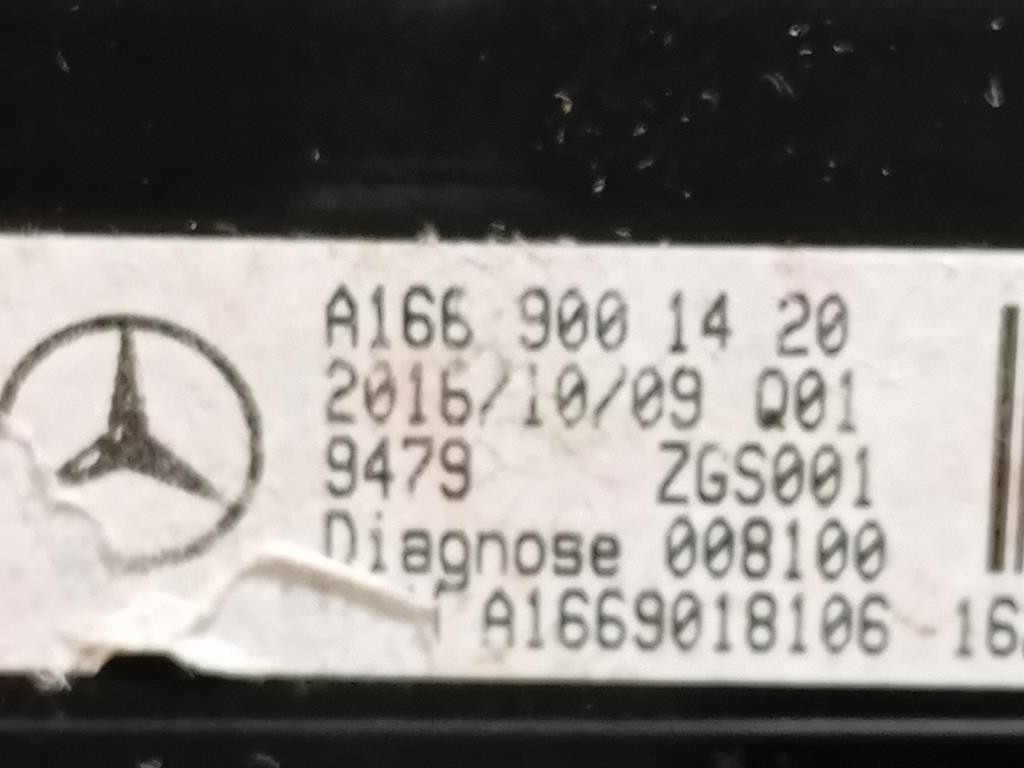 A166 900 14 20
2016/10/09 Q01
9479 ZGS001
Diagnose 008100
A1669018106